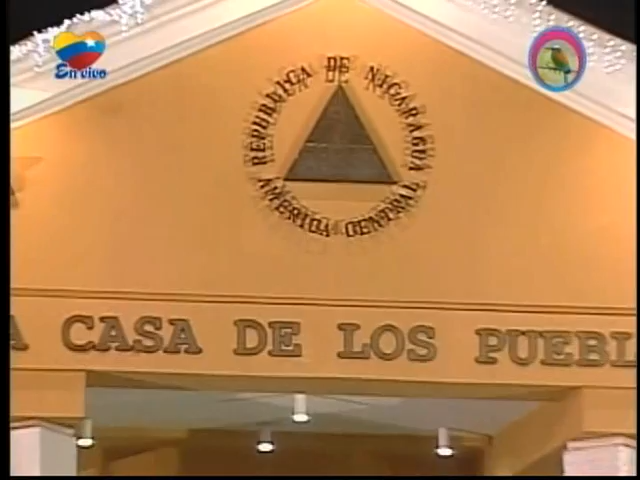 En vivo
REPUBLICA DE NICARAGUA
AMERICA CENTRAL
A CASA DE LOS PUEBL